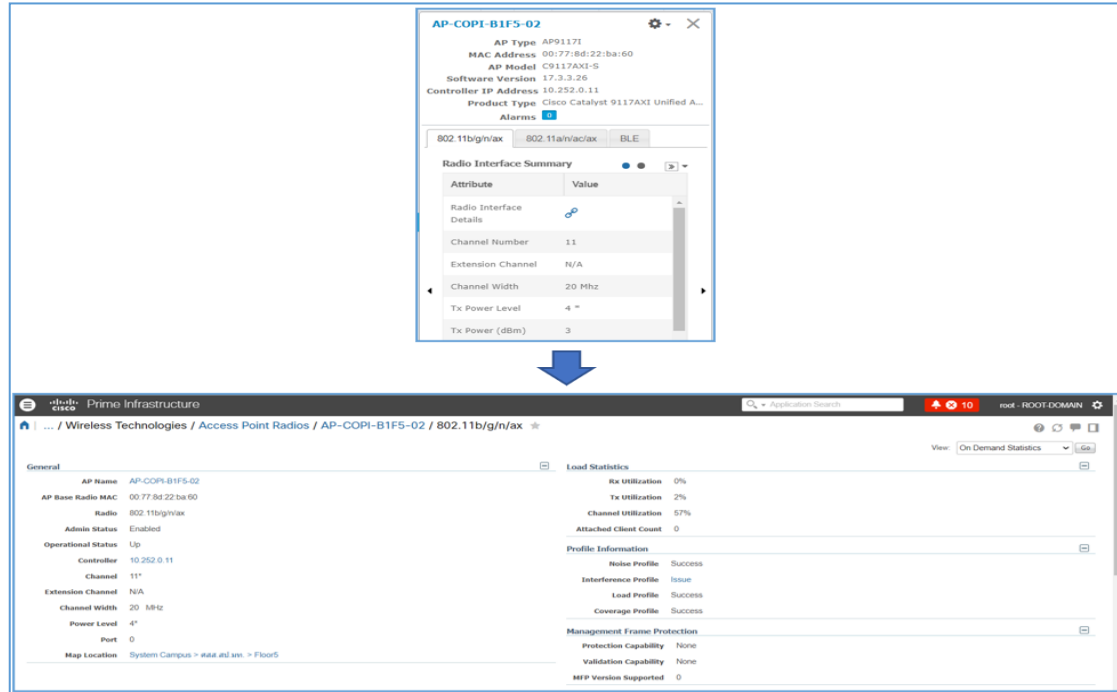 AP-COPI-B1F5-02
AP Type AP9117I
MAC Address 00:77:8d:22:ba:60
AP Model C9117AXI-S
Software Version 17.3.3.26
Controller IP Address 10.252.0.11
Product Type Cisco Catalyst 9117AXI Unified A...
Alarms 0
802.11b/g/n/ax 802.11a/n/ac/ax BLE
Radio Interface Summary
Attribute Value
Radio Interface
Details
Channel Number 11
Extension Channel N/A
Channel Width 20 Mhz
Tx Power Level 4 *
Tx Power (dBm) 3
cisco Prime Infrastructure Application Search 10 root - ROOT-DOMAIN
... / Wireless Technologies / Access Point Radios / AP-COPI-B1F5-02 / 802.11b/g/n/ax
View: On Demand Statistics Go
General
AP Name AP-COPI-B1F5-02
AP Base Radio MAC 00:77:8d:22:ba:60
Radio 802.11b/g/n/ax
Admin Status Enabled
Operational Status Up
Controller 10.252.0.11
Channel 11*
Extension Channel N/A
Channel Width 20 MHz
Power Level 4*
Port 0
Map Location System Campus > > Floor5
Load Statistics
Rx Utilization 0%
Tx Utilization 2%
Channel Utilization 57%
Attached Client Count 0
Profile Information
Noise Profile Success
Interference Profile Issue
Load Profile Success
Coverage Profile Success
Management Frame Protection
Protection Capability None
Validation Capability None
MFP Version Supported 0